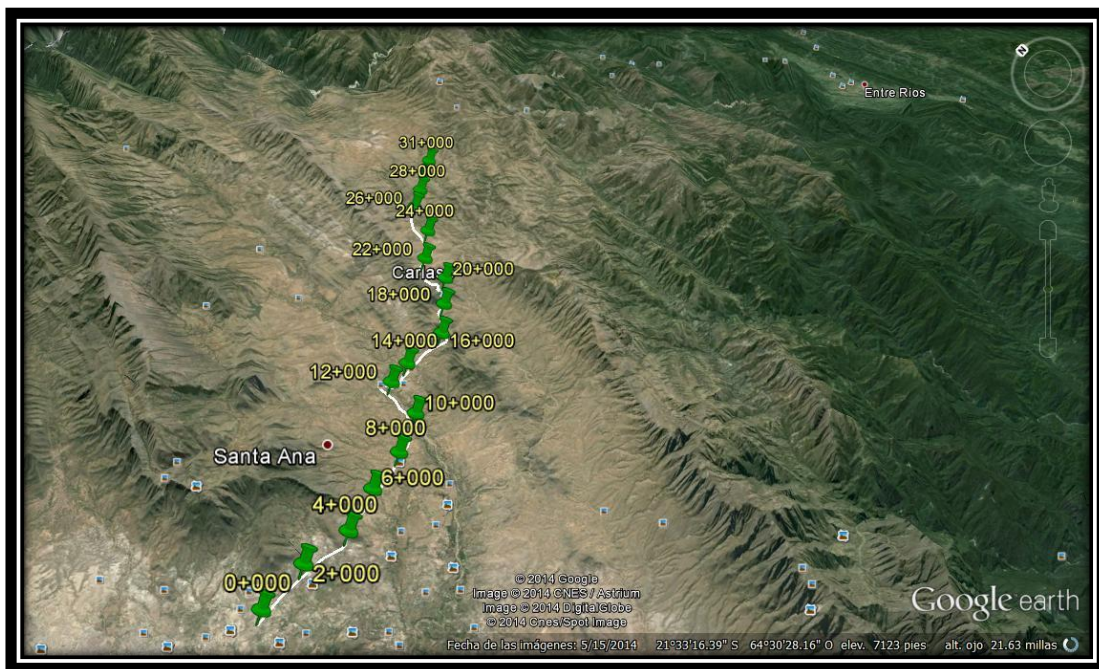 N
Entre Rios
31+000
28+000
26+000
24+000
22+000
Carlas
20+000
18+000
14+000
16+000
12+000
10+000
8+000
Santa Ana
6+000
4+000
0+000
2+000
© 2014 Google
Image © 2014 CNES / Astrium
Image © 2014 DigitalGlobe
© 2014 Cnes/Spot Image
Google earth
Fecha de las imágenes: 5/15/2014 21°33'16.39" S 64°30'28.16" O elev. 7123 pies alt. ojo 21.63 millas